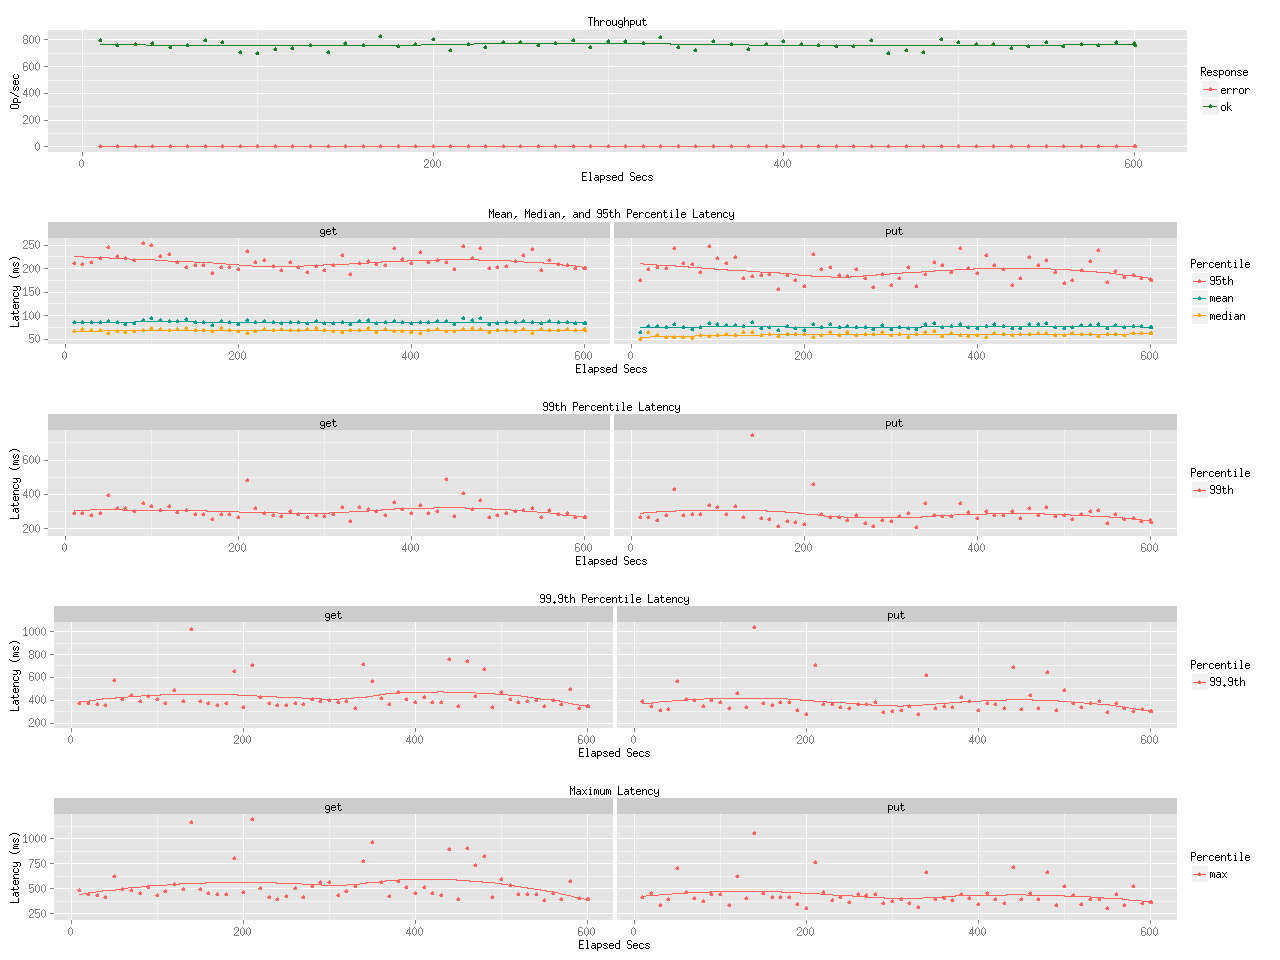 Throughput
800
600
400
200
0
Op/sec
0 200 400 600
Elapsed Secs
Response
error
ok
Mean, Median, and 95th Percentile Latency
get put
250
200
150
100
50
Latency (ms)
0 200 400 600 0 200 400 600
Elapsed Secs
Percentile
95th
mean
median
99th Percentile Latency
get put
600
400
200
Latency (ms)
0 200 400 600 0 200 400 600
Elapsed Secs
Percentile
99th
99.9th Percentile Latency
get put
1000
800
600
400
200
Latency (ms)
0 200 400 600 0 200 400 600
Elapsed Secs
Percentile
99.9th
Maximum Latency
get put
1000
750
500
250
Latency (ms)
0 200 400 600 0 200 400 600
Elapsed Secs
Percentile
max